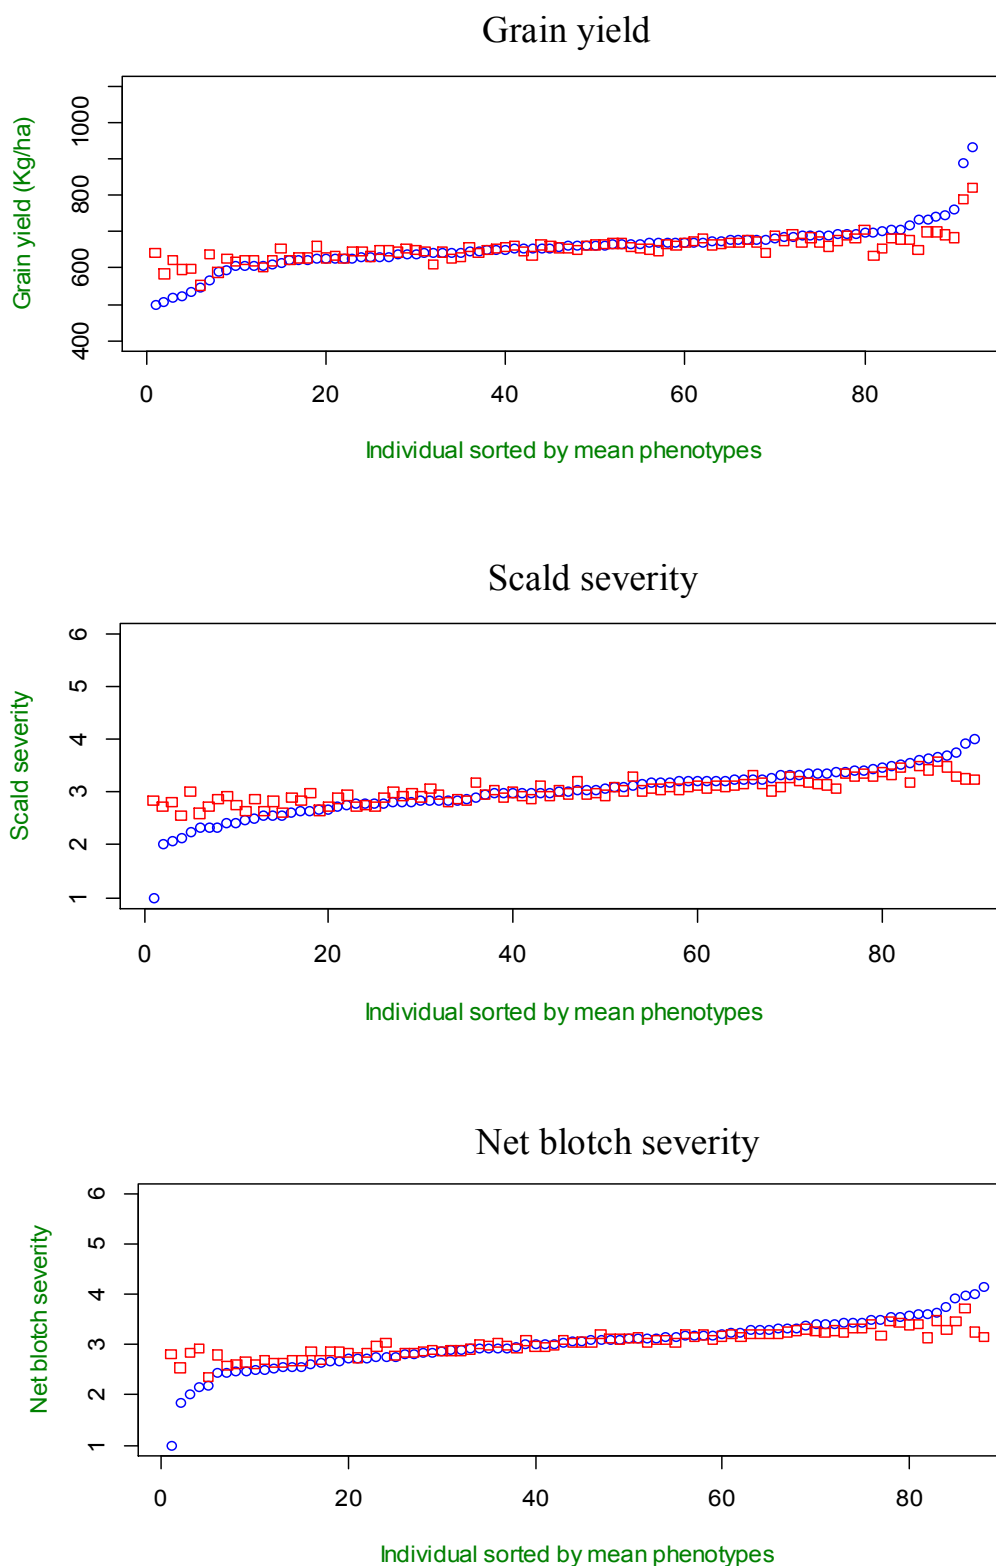 Grain yield
Grain yield (Kg/ha)
1000
800
600
400
0 20 40 60 80
Individual sorted by mean phenotypes
Scald severity
Scald severity
6
5
4
3
2
1
0 20 40 60 80
Individual sorted by mean phenotypes
Net blotch severity
Net blotch severity
6
5
4
3
2
1
0 20 40 60 80
Individual sorted by mean phenotypes